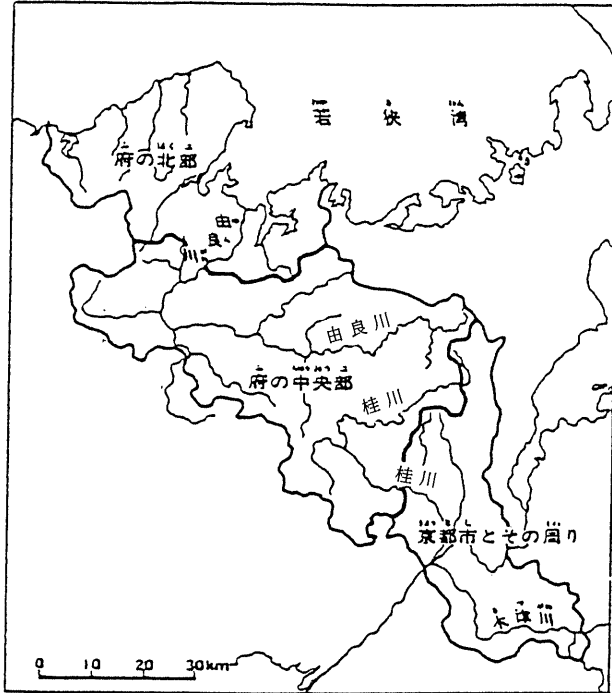 若狭湾
府の北部
由良川
由良川
府の中央部
桂川
桂川
京都市とその周り
木津川
0 10 20 30km